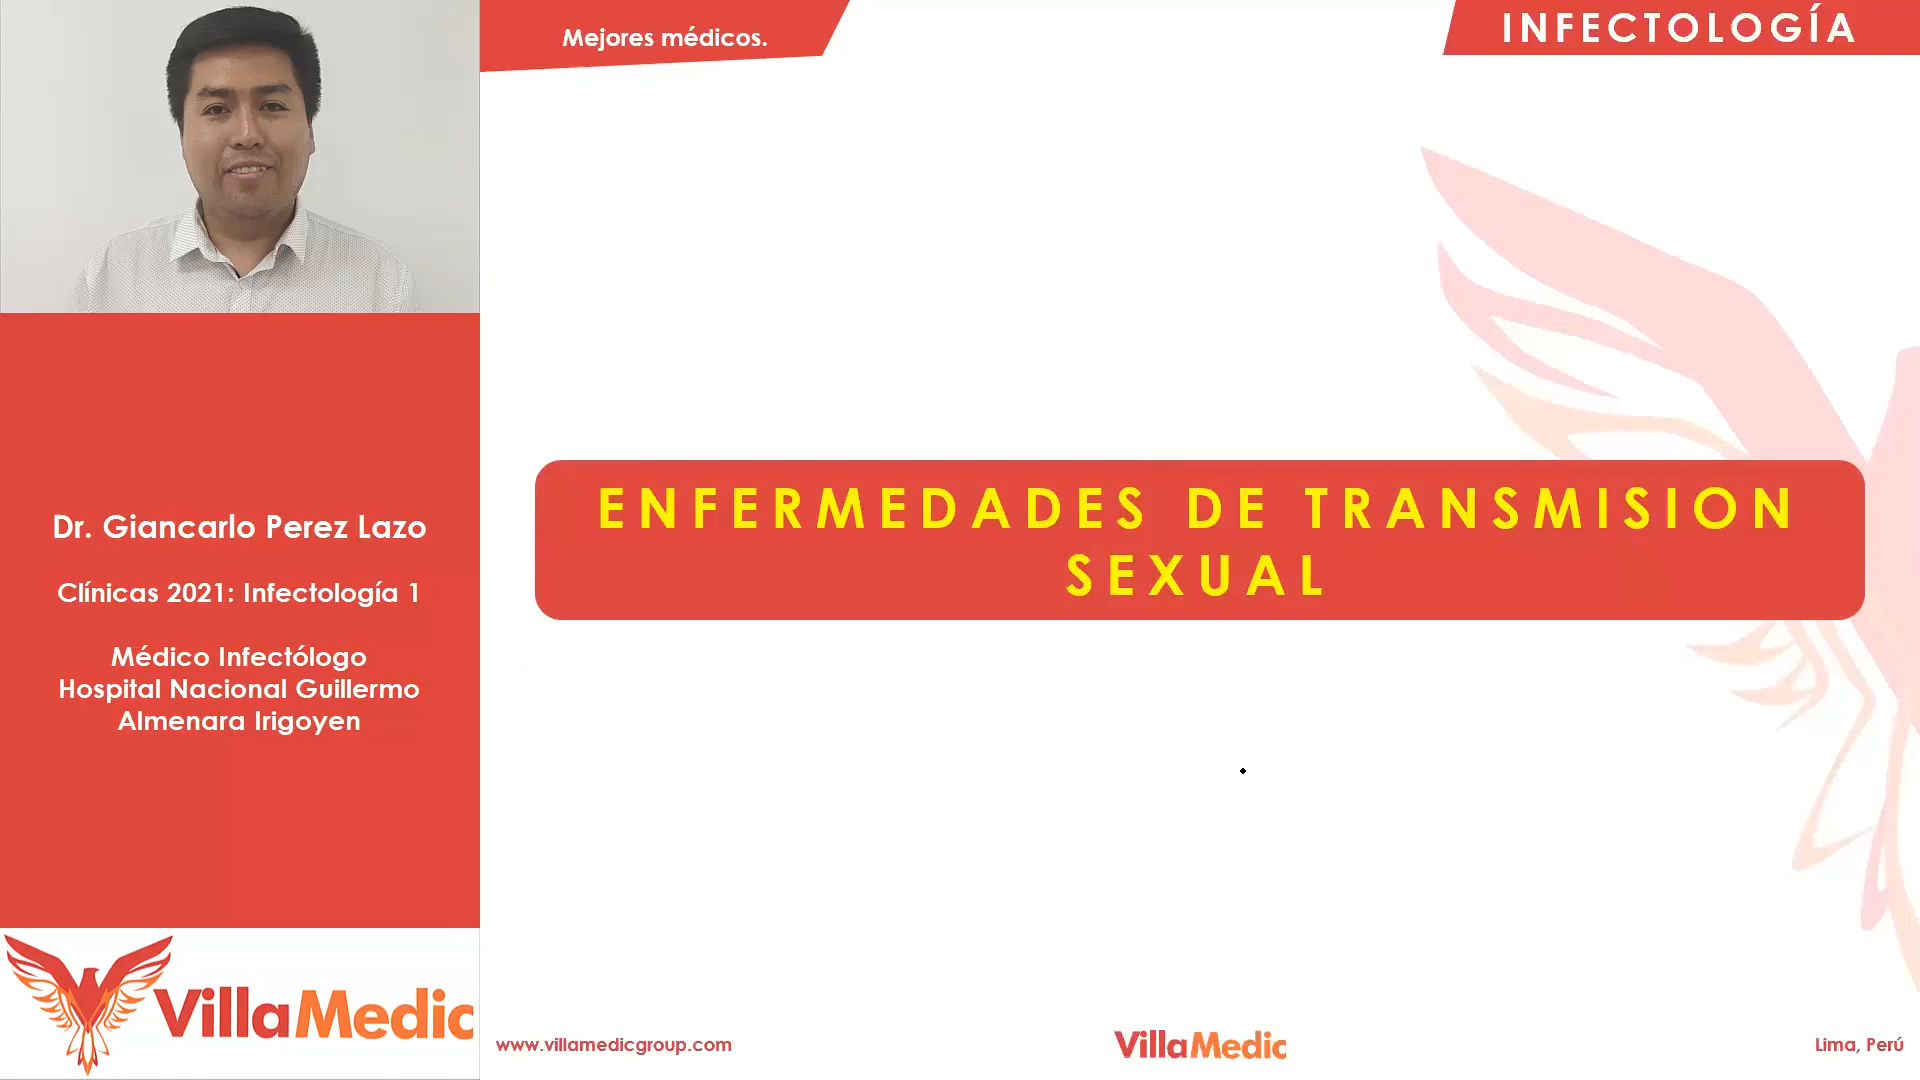 Mejores médicos.
INFECTOLOGÍA
ENFERMEDADES DE TRANSMISION
SEXUAL
Dr. Giancarlo Perez Lazo
Clínicas 2021: Infectología 1
Médico Infectólogo
Hospital Nacional Guillermo
Almenara Irigoyen
VillaMedic
www.villamedicgroup.com
VillaMedic
Lima, Perú